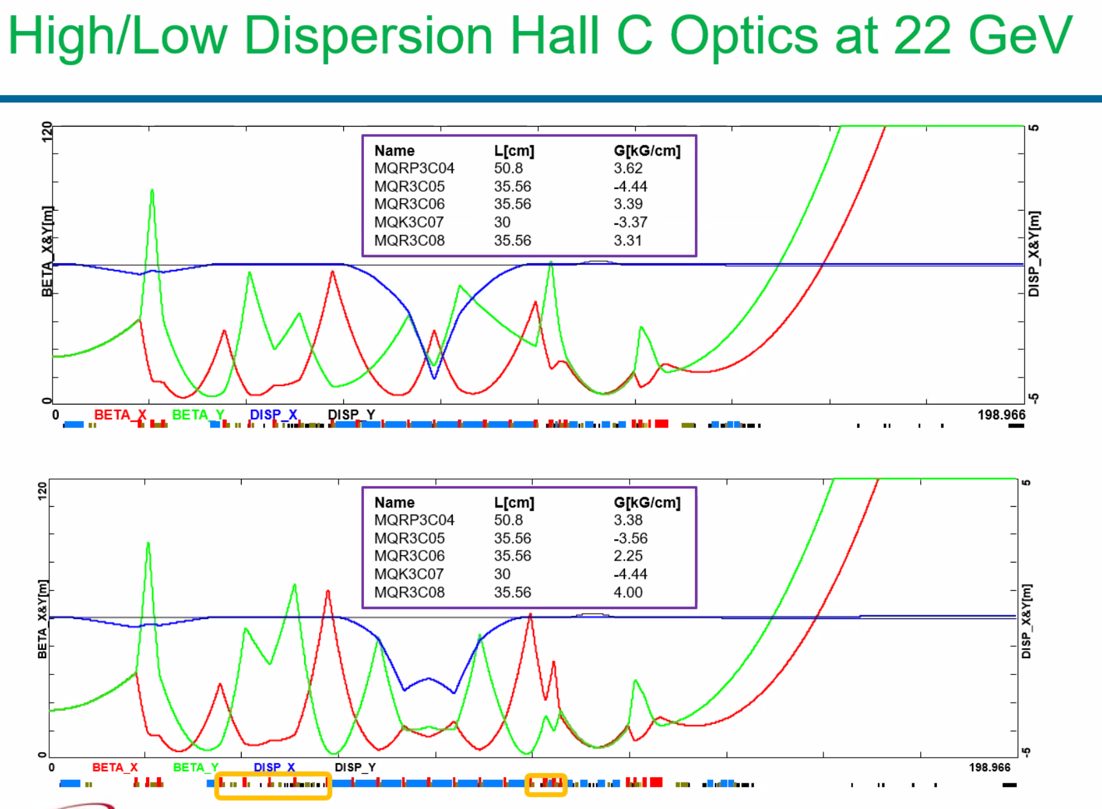 High/Low Dispersion Hall C Optics at 22 GeV
120
5
BETA_X&Y[m]
DISP_X&Y[m]
Name L[cm] G[kG/cm]
MQRP3C04 50.8 3.62
MQR3C05 35.56 -4.44
MQR3C06 35.56 3.39
MQK3C07 30 -3.37
MQR3C08 35.56 3.31
0
-5
0 BETA_X BETA_Y DISP_X DISP_Y 198.966
120
5
BETA_X&Y[m]
DISP_X&Y[m]
Name L[cm] G[kG/cm]
MQRP3C04 50.8 3.38
MQR3C05 35.56 -3.56
MQR3C06 35.56 2.25
MQK3C07 30 -4.44
MQR3C08 35.56 4.00
0
-5
0 BETA_X BETA_Y DISP_X DISP_Y 198.966